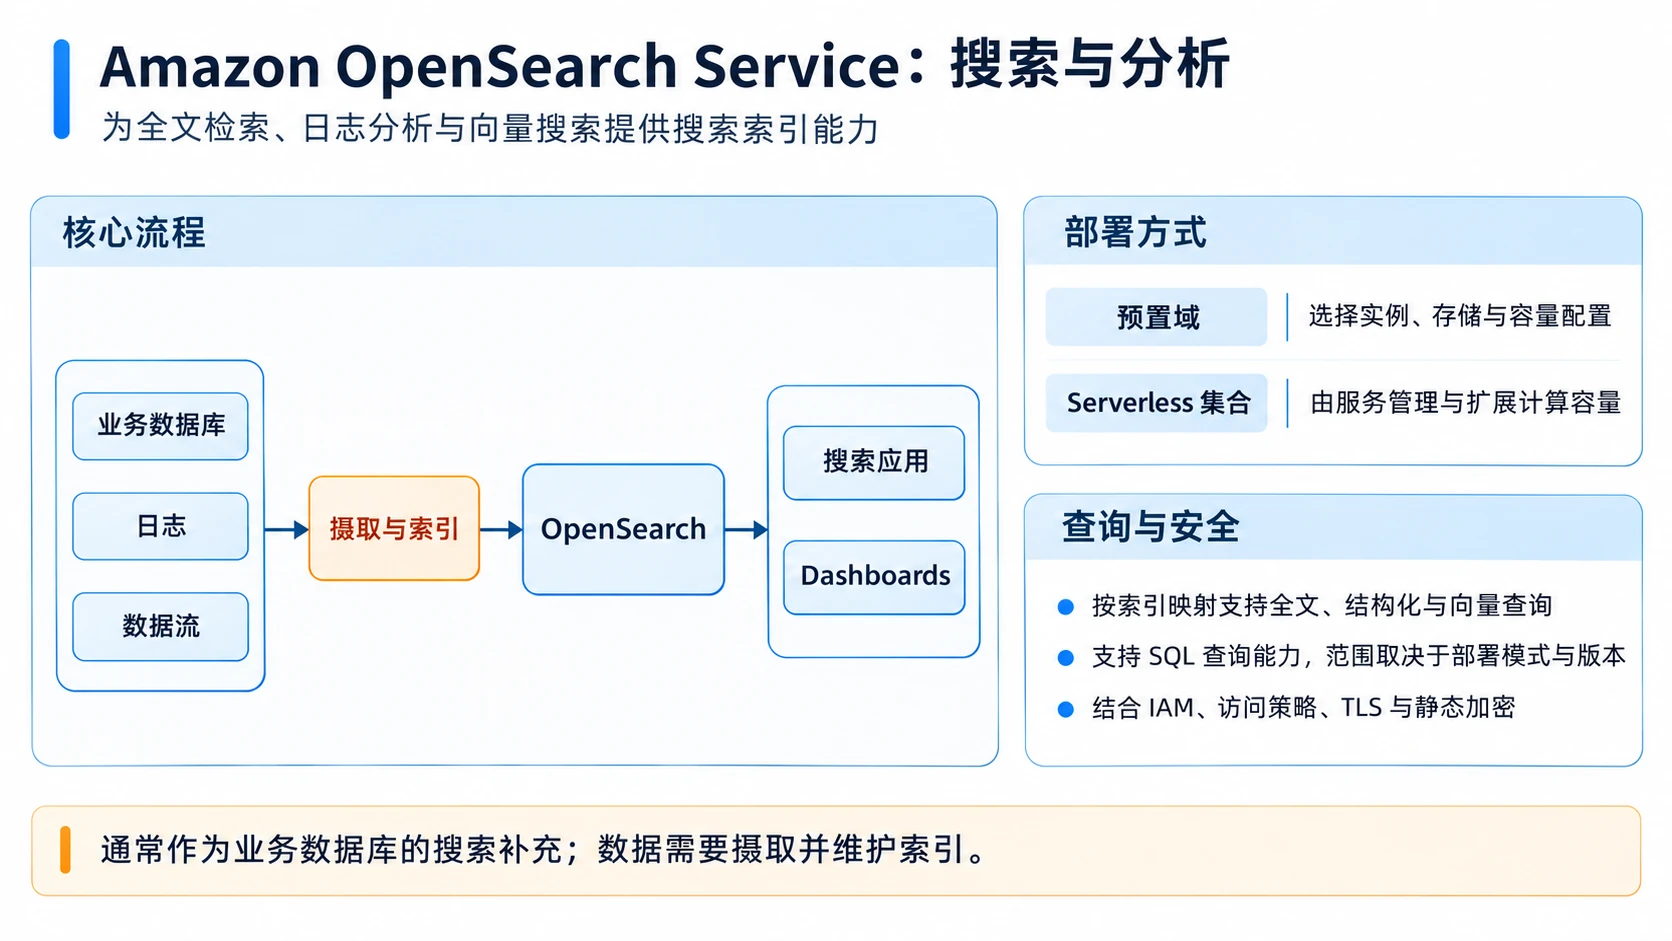 Amazon OpenSearch Service：搜索与分析
为全文检索、日志分析与向量搜索提供搜索索引能力
核心流程
业务数据库
日志
数据流
摄取与索引
OpenSearch
搜索应用
Dashboards
部署方式
预置域
选择实例、存储与容量配置
Serverless 集合
由服务管理与扩展计算容量
查询与安全
按索引映射支持全文、结构化与向量查询
支持 SQL 查询能力，范围取决于部署模式与版本
结合 IAM、访问策略、TLS 与静态加密
通常作为业务数据库的搜索补充；数据需要摄取并维护索引。